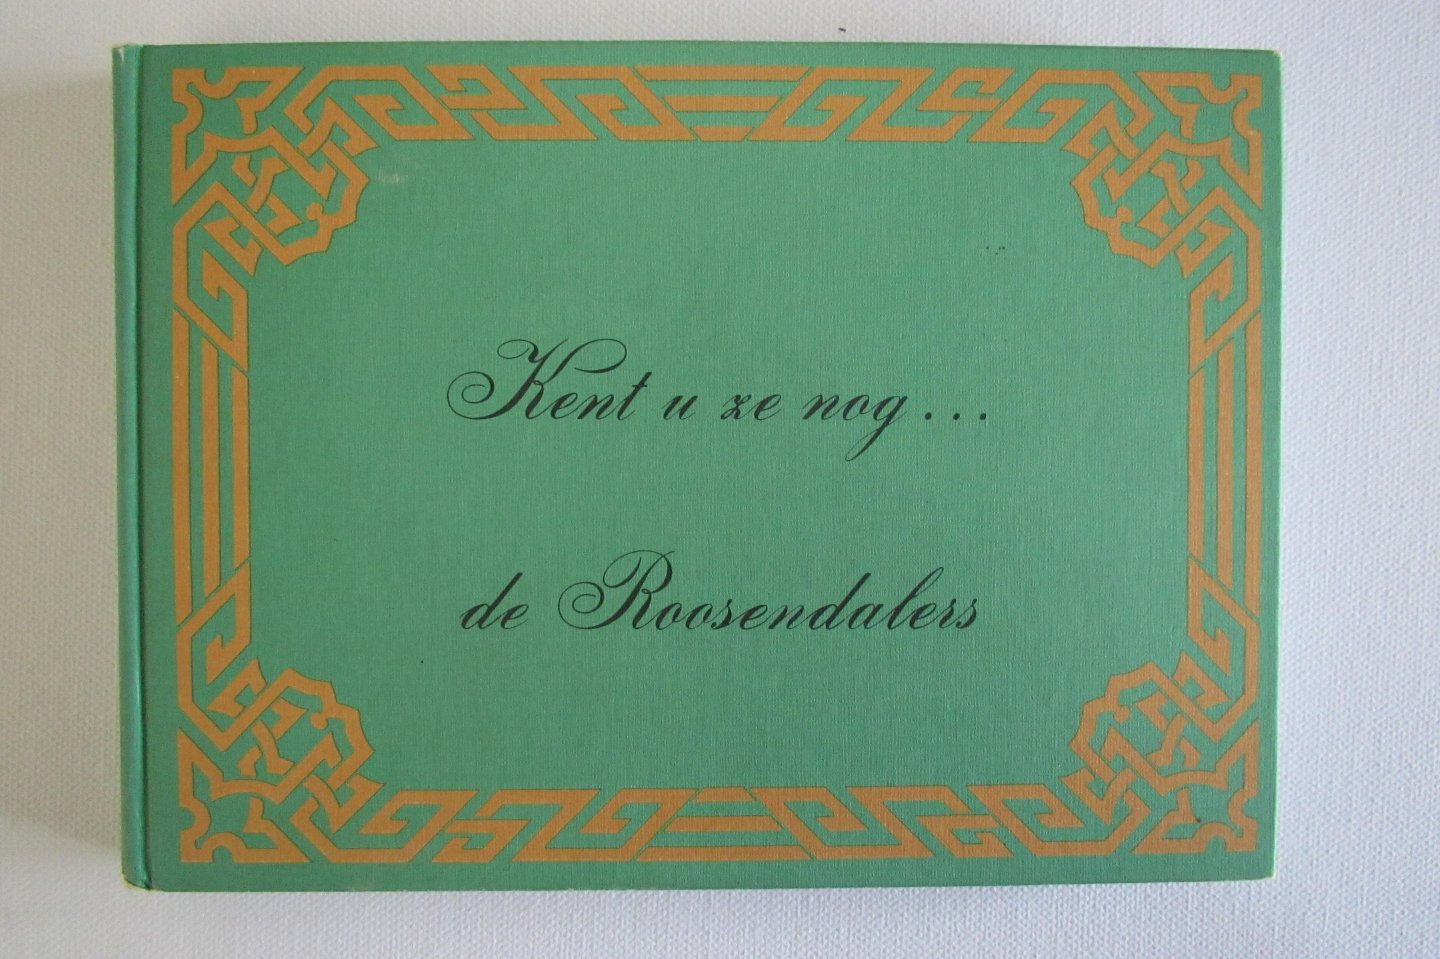 Kent u ze nog...
de Roosendalers